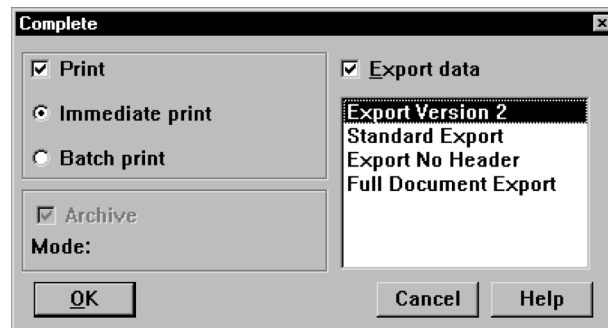 Complete
Print
Immediate print
Batch print
Archive
Mode:
Export data
Export Version 2
Standard Export
Export No Header
Full Document Export
OK
Cancel
Help